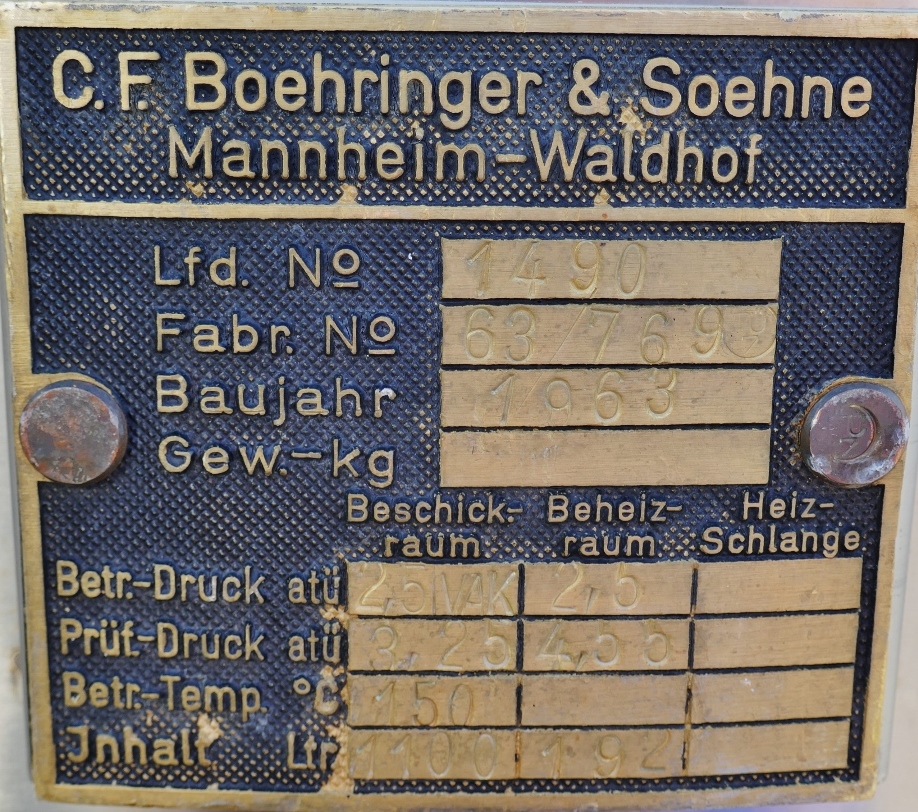 C.F. Boehringer & Soehne
Mannheim-Waldhof
Lfd. No 1490
Fabr. No 63/769
Baujahr 1963
Gew.-kg
Beschick- Beheiz- Heiz-
raum raum Schlange
Betr.-Druck atü 2,5/VAK 2,5
Prüf.-Druck atü 3,25 4,55
Betr.-Temp. °C 150
Jnhalt Ltr 1100 192